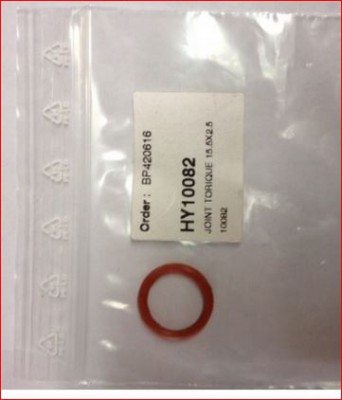 Order: BP420616
HY10082
JOINT TORIQUE 15.5X2.5
10082